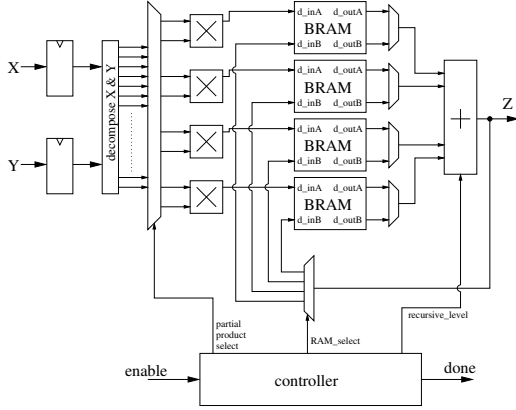 X
Y
decompose X & Y
d_inA d_outA
BRAM
d_inB d_outB
d_inA d_outA
BRAM
d_inB d_outB
d_inA d_outA
BRAM
d_inB d_outB
d_inA d_outA
BRAM
d_inB d_outB
Z
partial
product
select
RAM_select
recursive_level
enable
controller
done